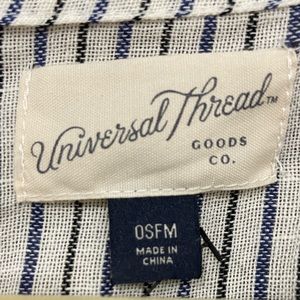 Universal Thread™
GOODS
CO.
OSFM
MADE IN
CHINA